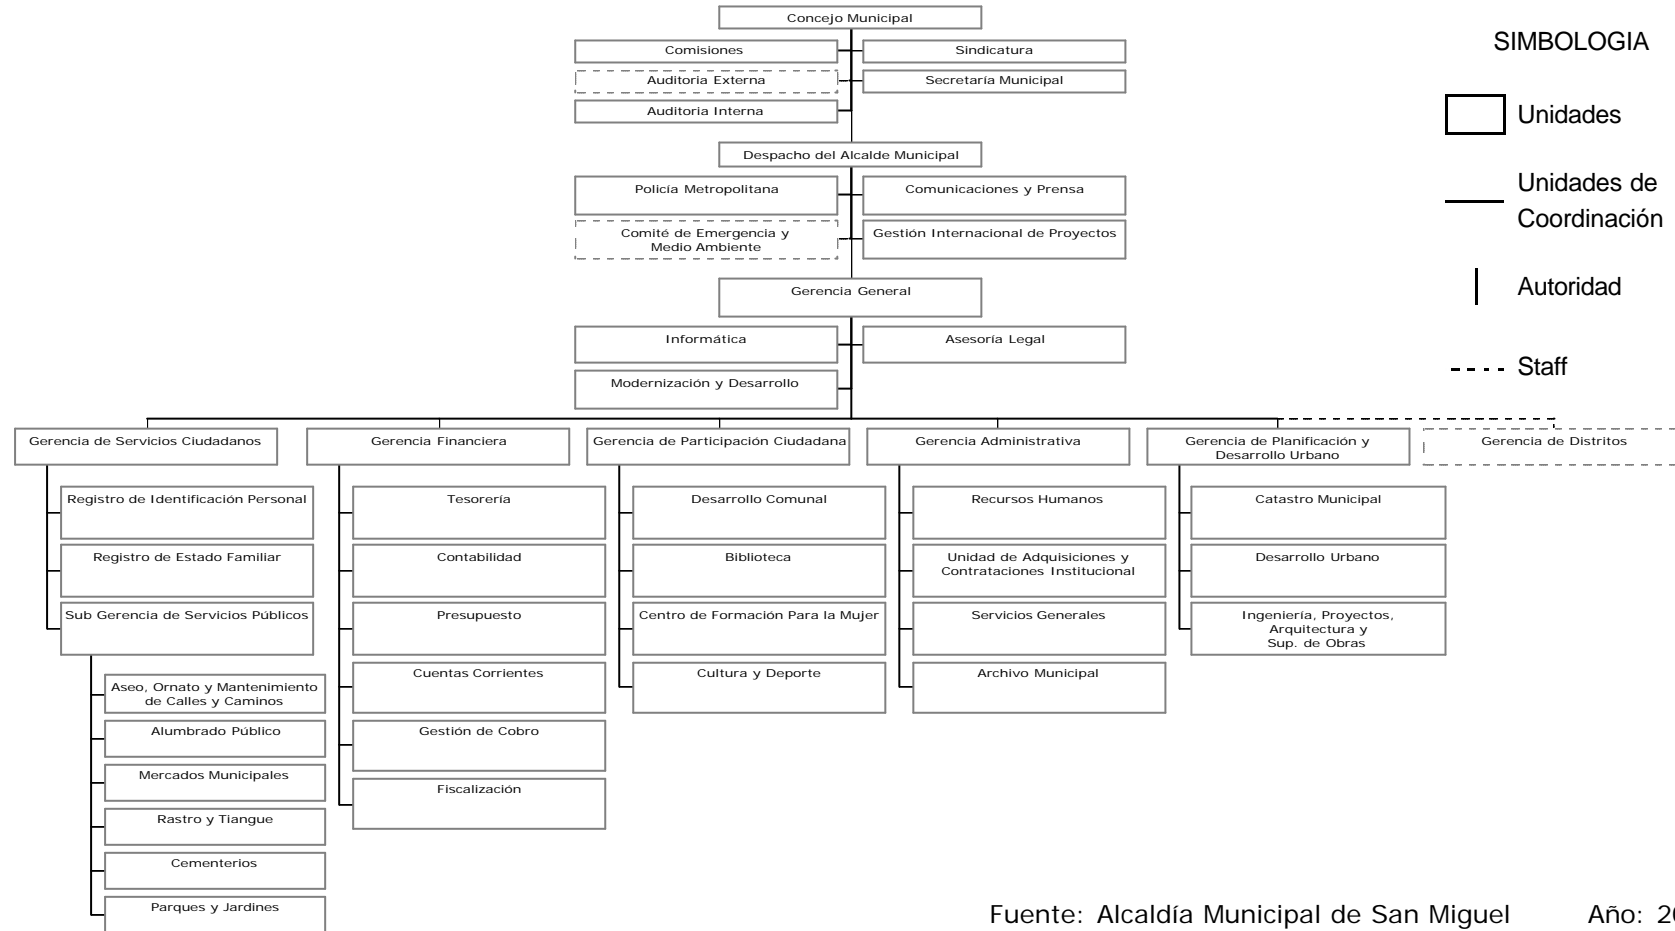 Concejo Municipal
Comisiones
Sindicatura
Auditoria Externa
Secretaría Municipal
Auditoria Interna
Despacho del Alcalde Municipal
Policía Metropolitana
Comunicaciones y Prensa
Comité de Emergencia y
Medio Ambiente
Gestión Internacional de Proyectos
Gerencia General
Informática
Asesoría Legal
Modernización y Desarrollo
SIMBOLOGIA
Unidades
Unidades de
Coordinación
Autoridad
Staff
Gerencia de Servicios Ciudadanos
Registro de Identificación Personal
Registro de Estado Familiar
Sub Gerencia de Servicios Públicos
Aseo, Ornato y Mantenimiento
de Calles y Caminos
Alumbrado Público
Mercados Municipales
Rastro y Tiangue
Cementerios
Parques y Jardines
Gerencia Financiera
Tesorería
Contabilidad
Presupuesto
Cuentas Corrientes
Gestión de Cobro
Fiscalización
Gerencia de Participación Ciudadana
Desarrollo Comunal
Biblioteca
Centro de Formación Para la Mujer
Cultura y Deporte
Gerencia Administrativa
Recursos Humanos
Unidad de Adquisiciones y
Contrataciones Institucional
Servicios Generales
Archivo Municipal
Gerencia de Planificación y
Desarrollo Urbano
Catastro Municipal
Desarrollo Urbano
Ingeniería, Proyectos,
Arquitectura y
Sup. de Obras
Gerencia de Distritos
Fuente: Alcaldía Municipal de San Miguel Año: